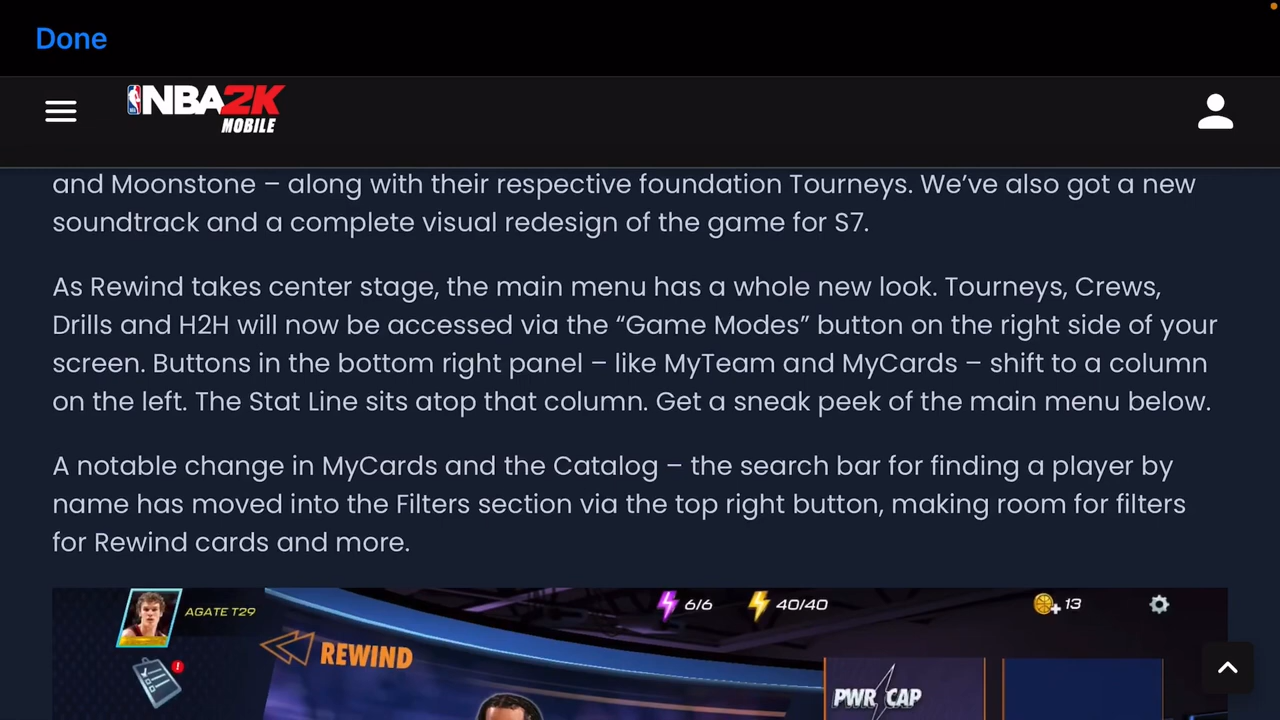 Done
NBA2K
MOBILE
and Moonstone – along with their respective foundation Tourneys. We’ve also got a new
soundtrack and a complete visual redesign of the game for S7.
As Rewind takes center stage, the main menu has a whole new look. Tourneys, Crews,
Drills and H2H will now be accessed via the “Game Modes” button on the right side of your
screen. Buttons in the bottom right panel – like MyTeam and MyCards – shift to a column
on the left. The Stat Line sits atop that column. Get a sneak peek of the main menu below.
A notable change in MyCards and the Catalog – the search bar for finding a player by
name has moved into the Filters section via the top right button, making room for filters
for Rewind cards and more.
AGATE T29
6/6
40/40
13
REWIND
PWR CAP